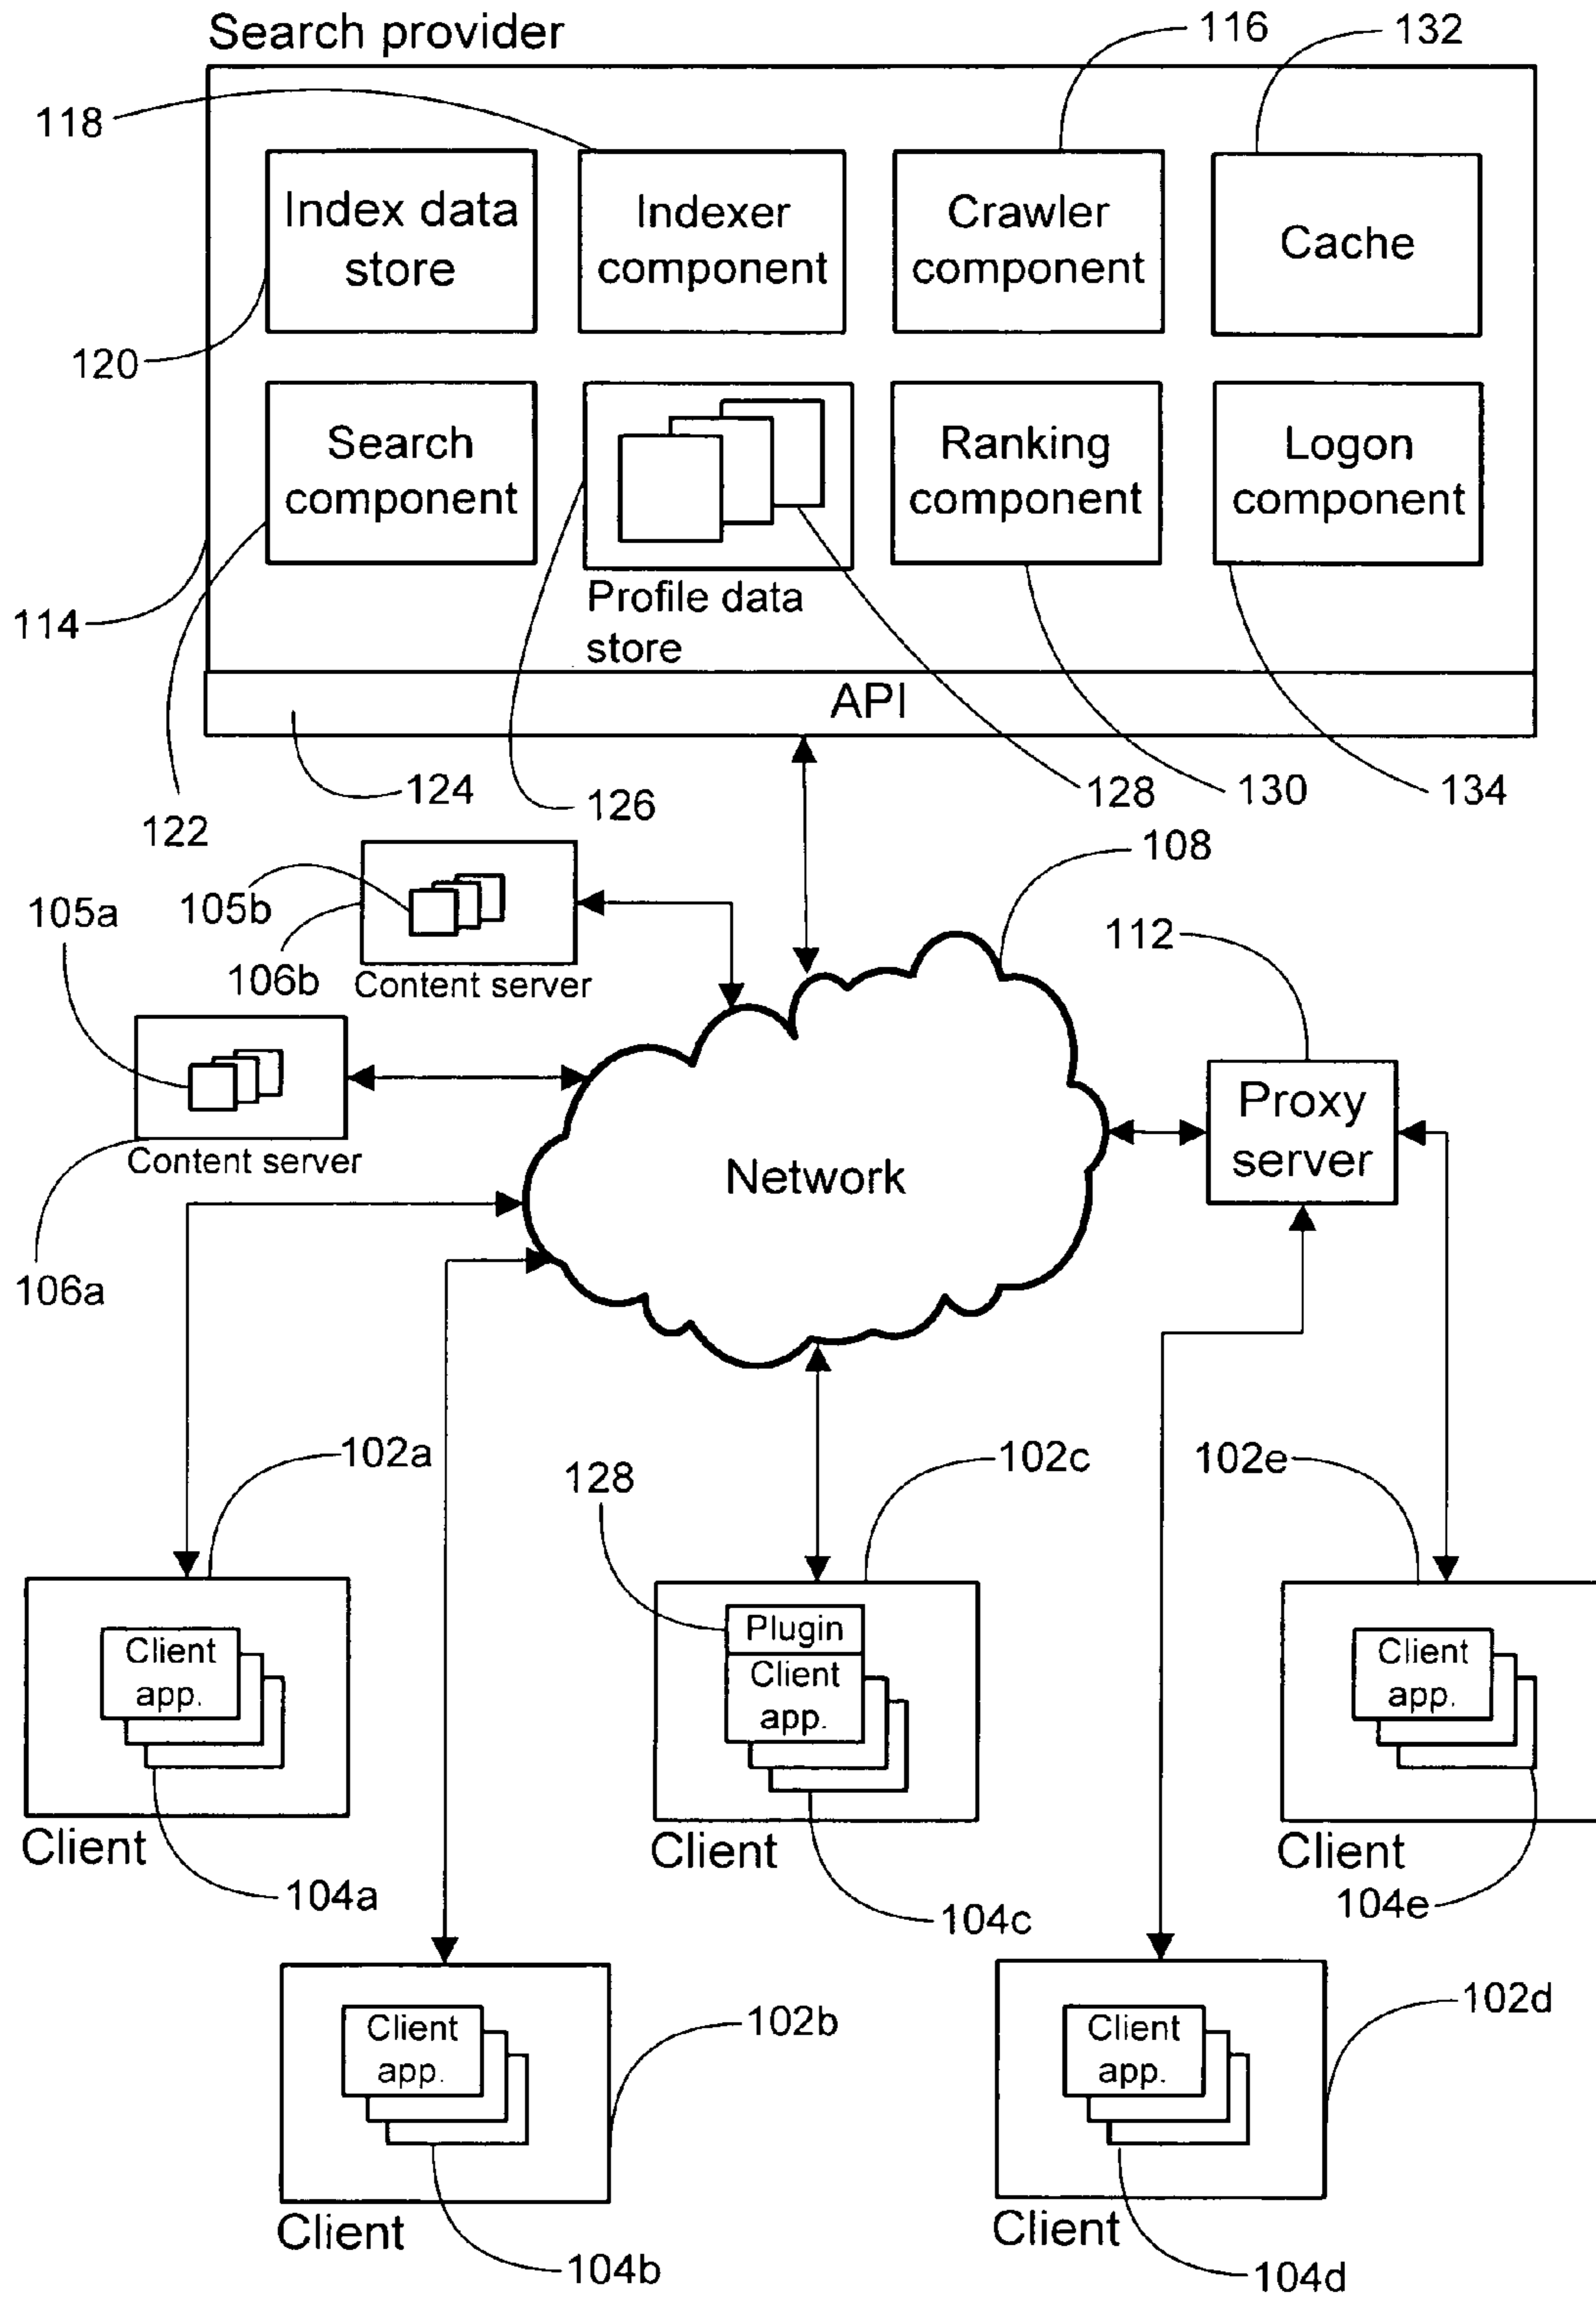 Search provider
116
132
118
Index data
store
Indexer
component
Crawler
component
Cache
120
Search
component
Ranking
component
Logon
component
114
Profile data
store
API
124
126
128
130
134
122
108
105a
105b
112
106b
Content server
Proxy
server
Content server
Network
106a
102a
128
102c
102e
Client
app.
Plugin
Client
app.
Client
app.
Client
104a
Client
104c
Client
104e
Client
app.
102b
Client
app.
102d
Client
104b
Client
104d